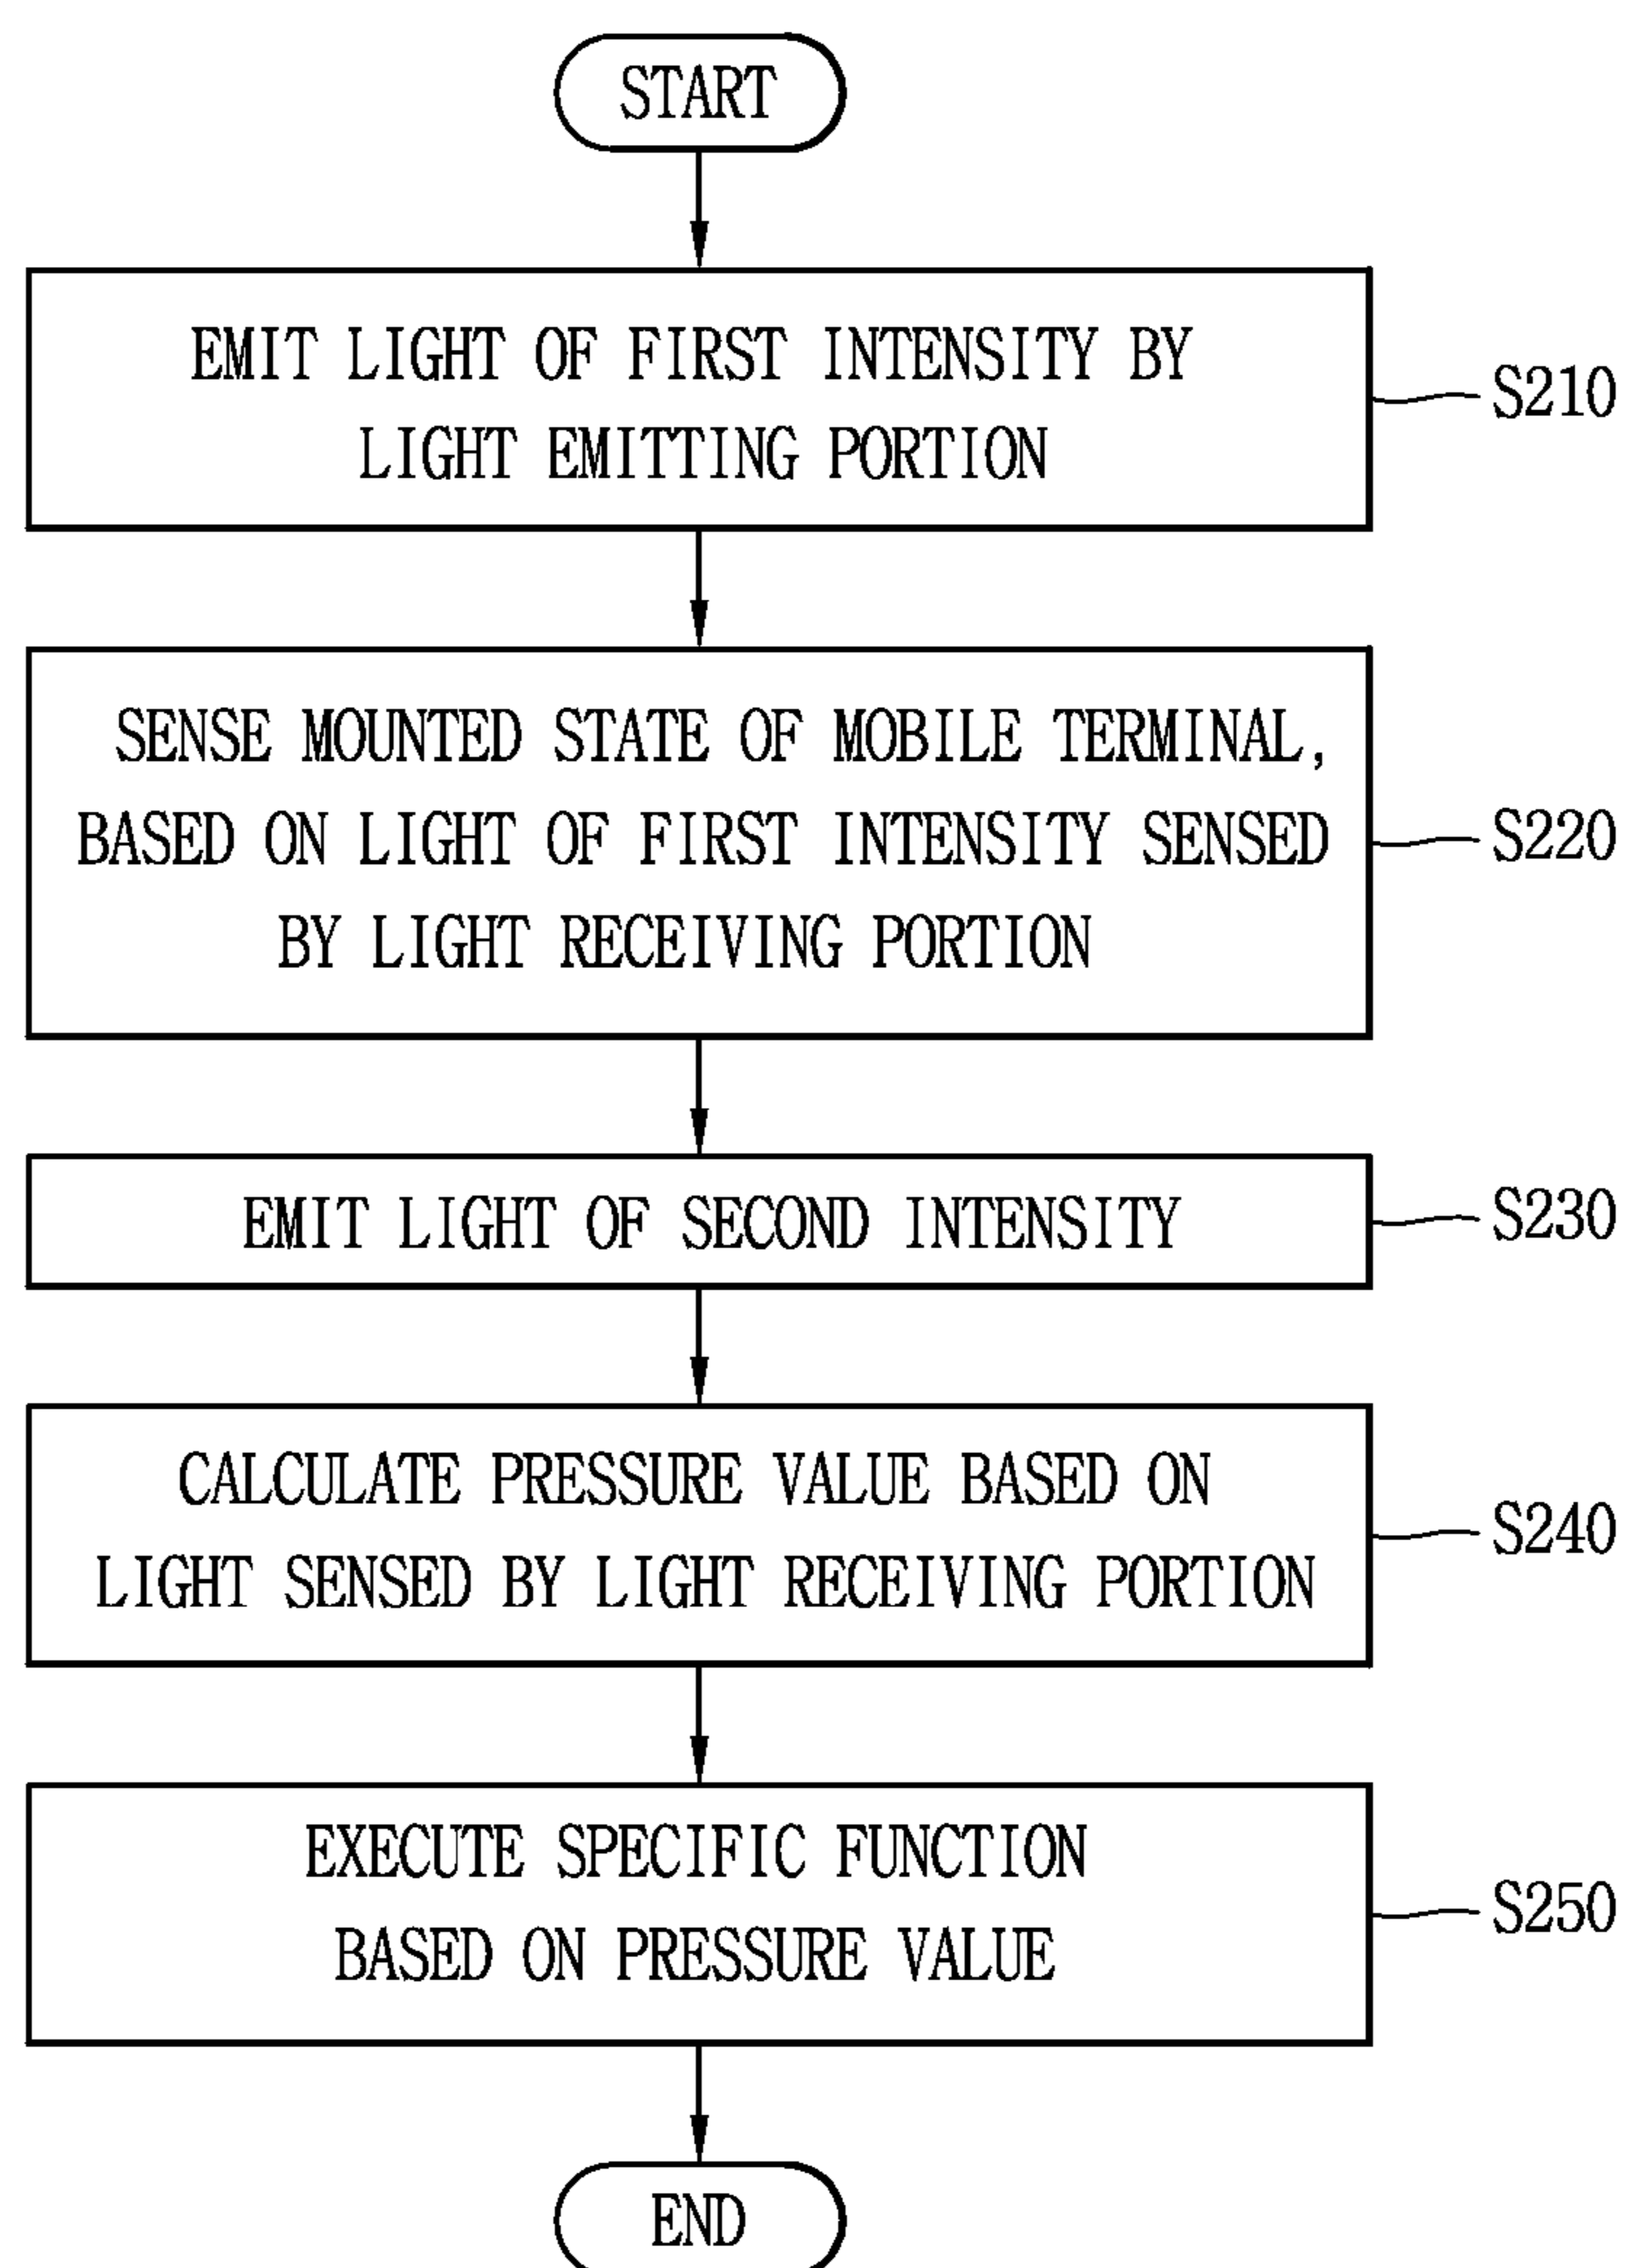 START
EMIT LIGHT OF FIRST INTENSITY BY
LIGHT EMITTING PORTION
S210
SENSE MOUNTED STATE OF MOBILE TERMINAL,
BASED ON LIGHT OF FIRST INTENSITY SENSED
BY LIGHT RECEIVING PORTION
S220
EMIT LIGHT OF SECOND INTENSITY
S230
CALCULATE PRESSURE VALUE BASED ON
LIGHT SENSED BY LIGHT RECEIVING PORTION
S240
EXECUTE SPECIFIC FUNCTION
BASED ON PRESSURE VALUE
S250
END